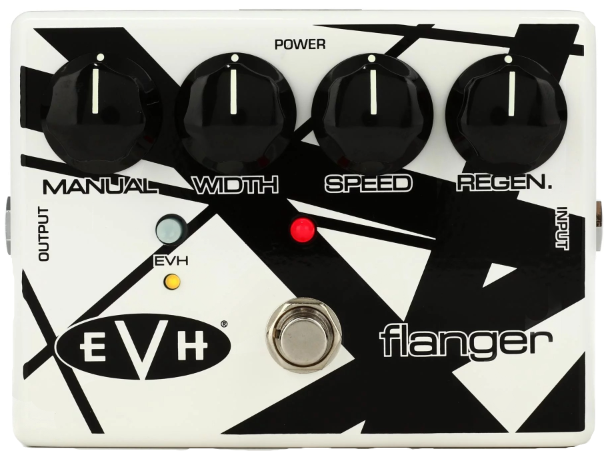 POWER
MANUAL WIDTH SPEED REGEN.
OUTPUT
INPUT
EVH
EVH®
flanger